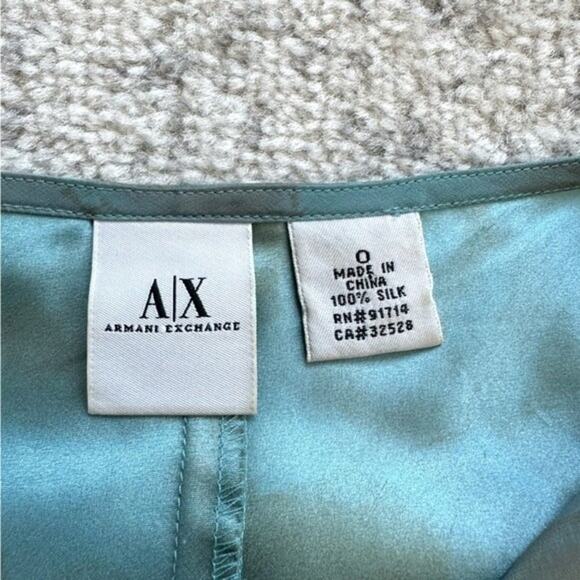 A|X
ARMANI EXCHANGE
0
MADE IN
CHINA
100% SILK
RN#91714
CA#32528